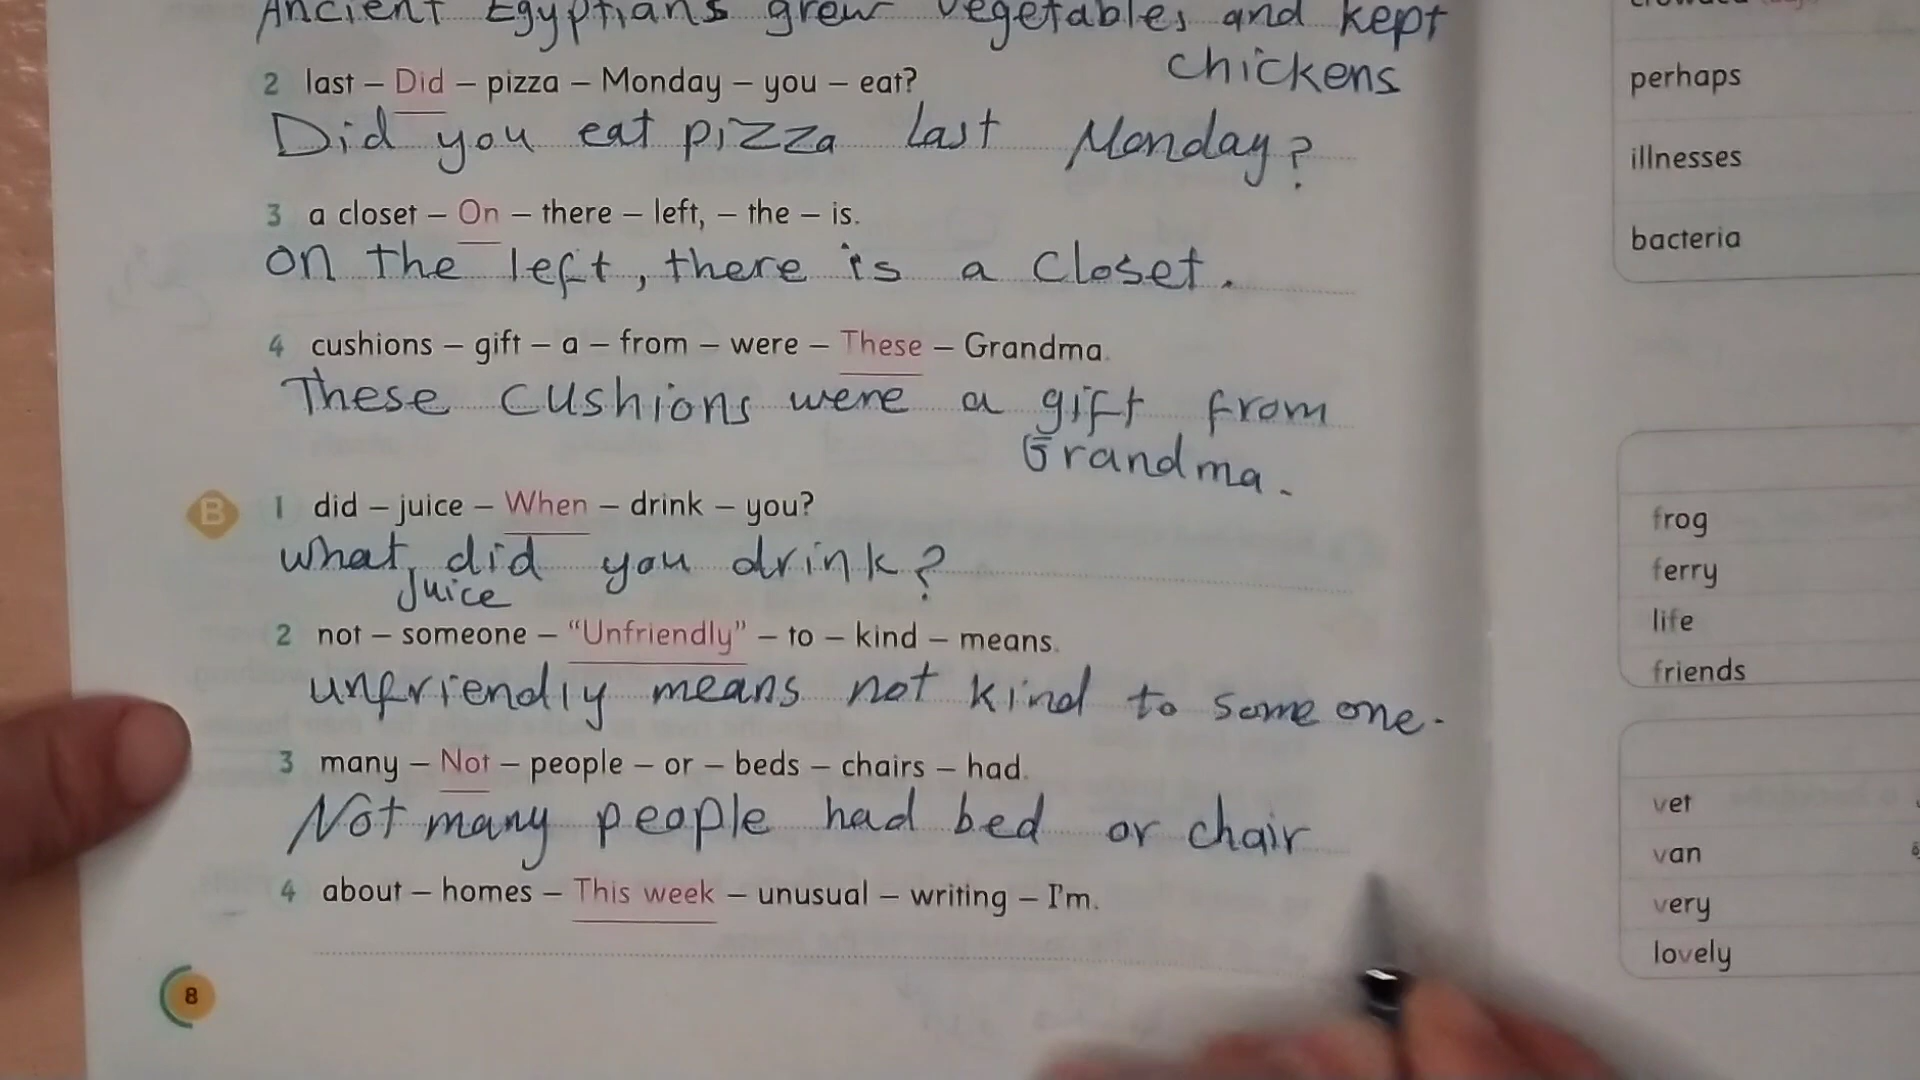 Ancient Egyptians grew vegetables and kept
chickens
2 last – Did – pizza – Monday – you – eat?
Did you eat pizza last Monday?
3 a closet – On – there – left, – the – is.
on the left, there is a closet.
4 cushions – gift – a – from – were – These – Grandma.
These cushions were a gift from
Grandma.
B 1 did – juice – When – drink – you?
what did you drink?
Juice
2 not – someone – “Unfriendly” – to – kind – means.
unfriendly means not kind to some one.
3 many – Not – people – or – beds – chairs – had.
Not many people had bed or chair
4 about – homes – This week – unusual – writing – I'm.
8
perhaps
illnesses
bacteria
frog
ferry
life
friends
vet
van
very
lovely